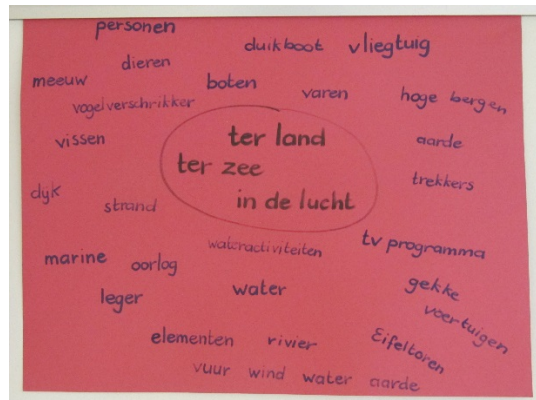 personen
duikboot
vliegtuig
dieren
meeuw
boten
varen
hoge bergen
vogelverschrikker
vissen
ter land
ter zee
in de lucht
aarde
trekkers
dijk
strand
wateractiviteiten
tv programma
marine
oorlog
leger
water
gekke
voertuigen
elementen
rivier
Eifeltoren
vuur wind water aarde